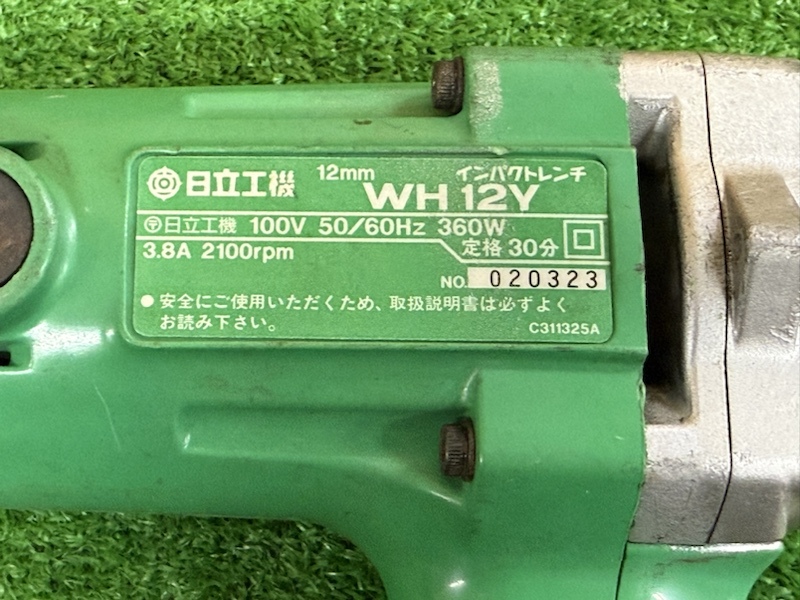 日立工機 12mm インパクトレンチ
WH 12Y
日立工機 100V 50/60Hz 360W
3.8A 2100rpm 定格 30分
NO. 020323
● 安全にご使用いただくため、取扱説明書は必ずよく
お読み下さい。
C311325A